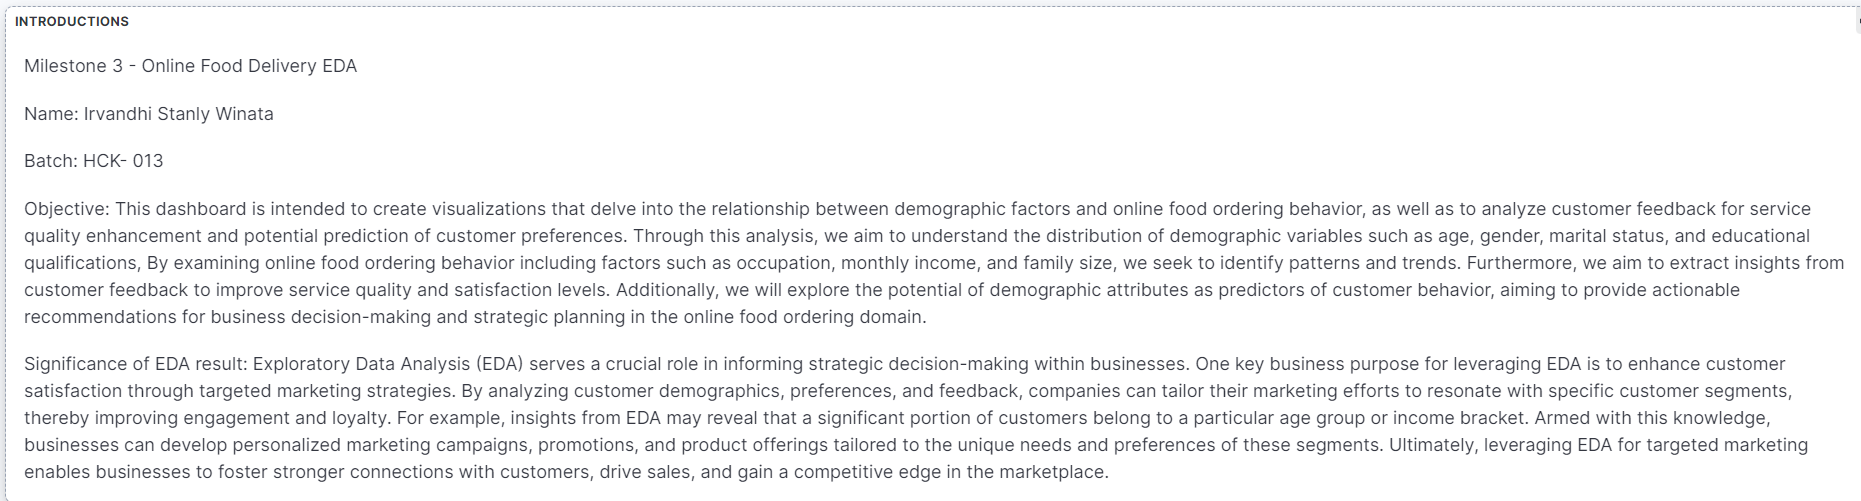 INTRODUCTIONS
Milestone 3 - Online Food Delivery EDA
Name: Irvandhi Stanly Winata
Batch: HCK- 013
Objective: This dashboard is intended to create visualizations that delve into the relationship between demographic factors and online food ordering behavior, as well as to analyze customer feedback for service
quality enhancement and potential prediction of customer preferences. Through this analysis, we aim to understand the distribution of demographic variables such as age, gender, marital status, and educational
qualifications, By examining online food ordering behavior including factors such as occupation, monthly income, and family size, we seek to identify patterns and trends. Furthermore, we aim to extract insights from
customer feedback to improve service quality and satisfaction levels. Additionally, we will explore the potential of demographic attributes as predictors of customer behavior, aiming to provide actionable
recommendations for business decision-making and strategic planning in the online food ordering domain.
Significance of EDA result: Exploratory Data Analysis (EDA) serves a crucial role in informing strategic decision-making within businesses. One key business purpose for leveraging EDA is to enhance customer
satisfaction through targeted marketing strategies. By analyzing customer demographics, preferences, and feedback, companies can tailor their marketing efforts to resonate with specific customer segments,
thereby improving engagement and loyalty. For example, insights from EDA may reveal that a significant portion of customers belong to a particular age group or income bracket. Armed with this knowledge,
businesses can develop personalized marketing campaigns, promotions, and product offerings tailored to the unique needs and preferences of these segments. Ultimately, leveraging EDA for targeted marketing
enables businesses to foster stronger connections with customers, drive sales, and gain a competitive edge in the marketplace.